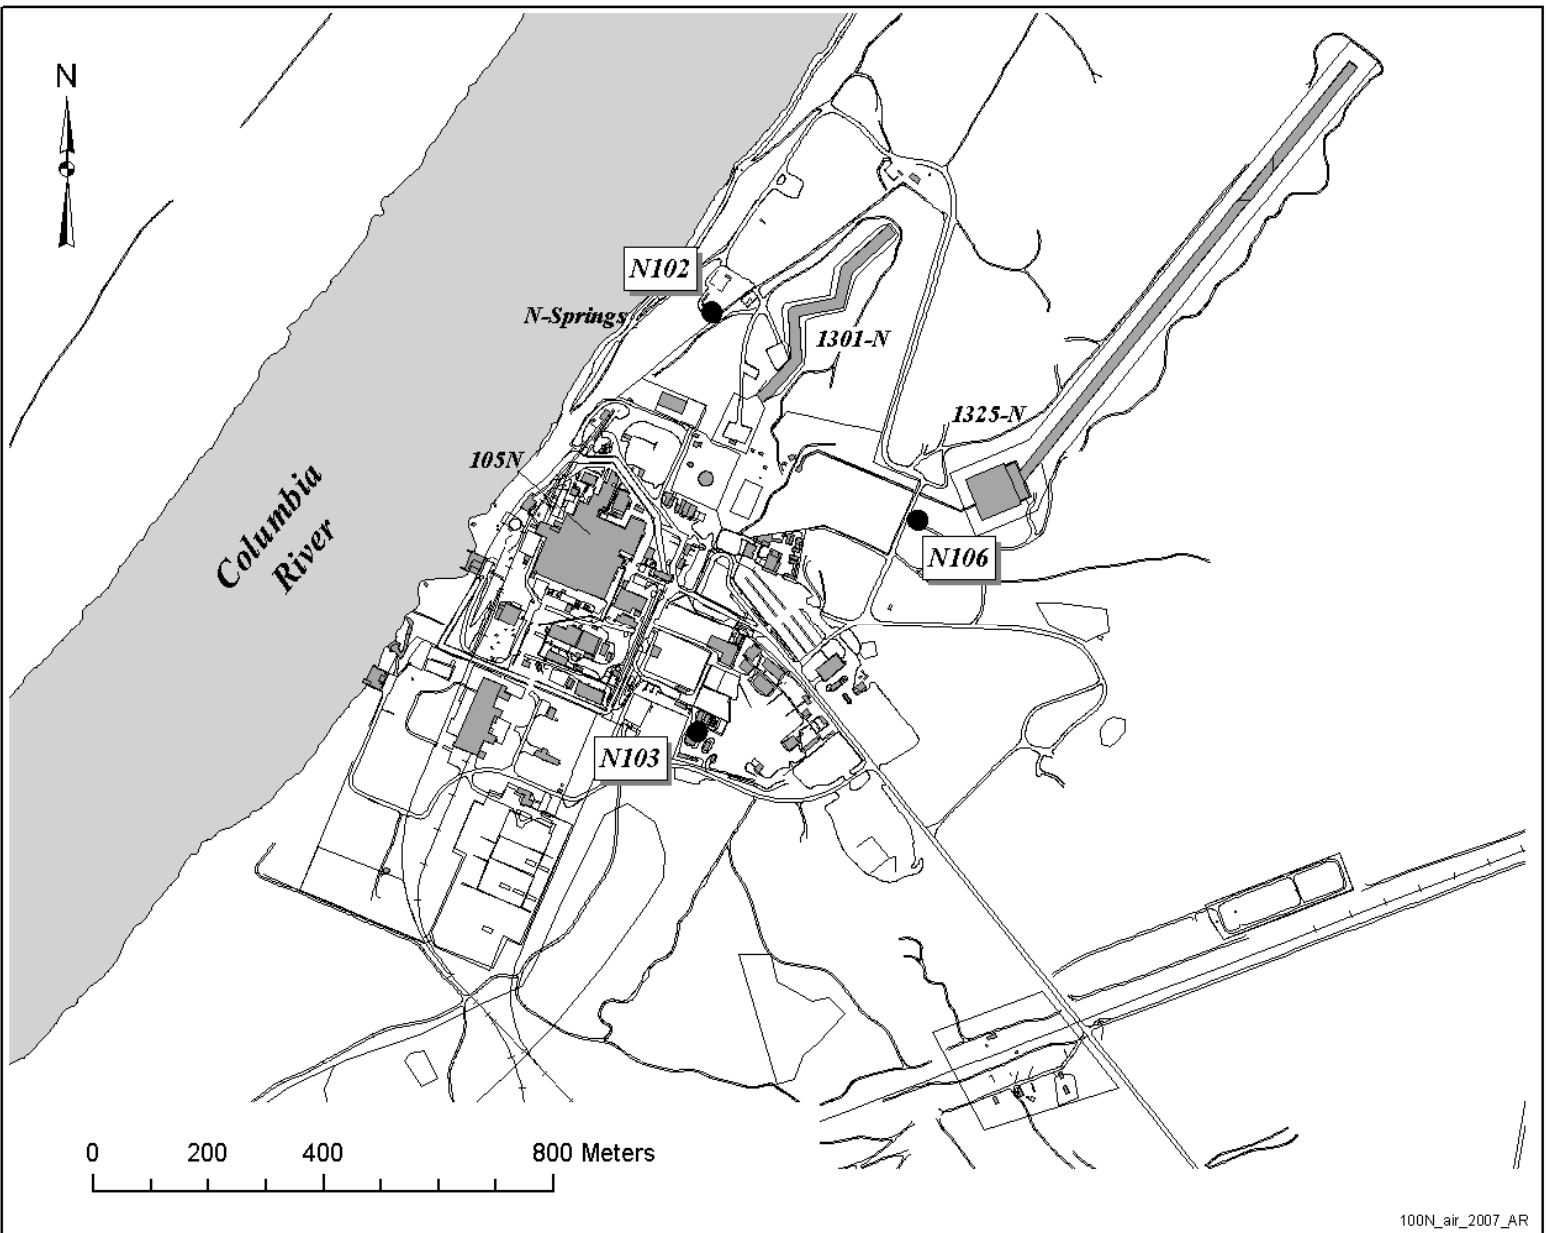 N
N102
N-Springs
1301-N
1325-N
105N
Columbia
River
N106
N103
0 200 400 800 Meters
100N_air_2007_AR